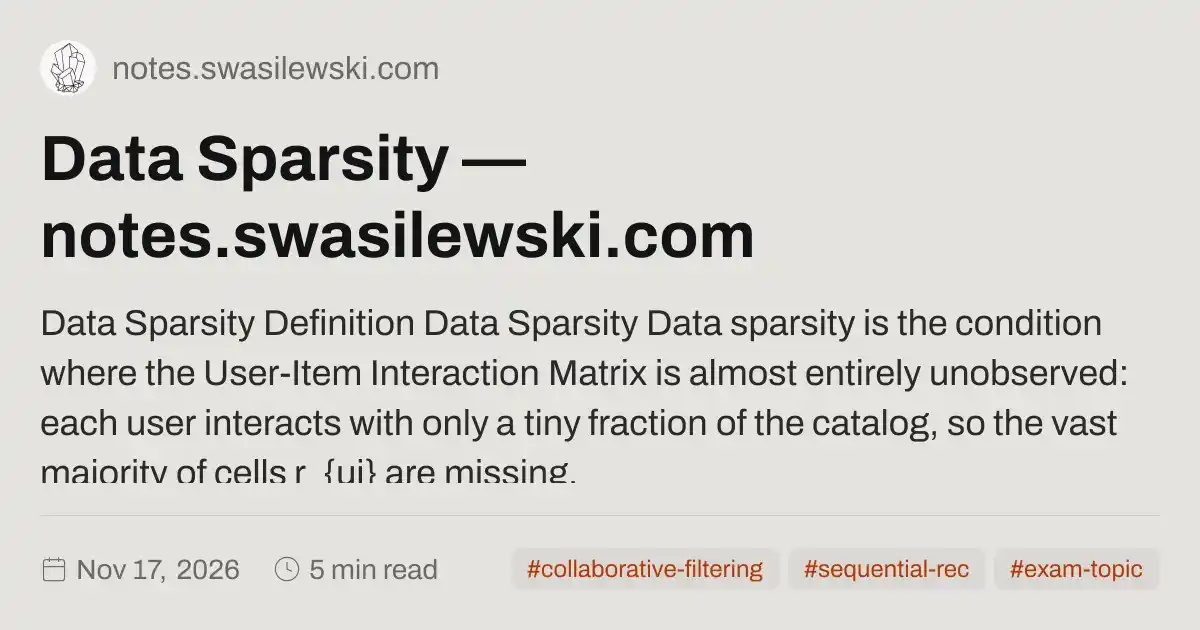 notes.swasilewski.com
Data Sparsity —
notes.swasilewski.com
Data Sparsity Definition Data Sparsity Data sparsity is the condition
where the User-Item Interaction Matrix is almost entirely unobserved:
each user interacts with only a tiny fraction of the catalog, so the vast
majority of cells r_{ui} are missing.
Nov 17, 2026
5 min read
#collaborative-filtering
#sequential-rec
#exam-topic